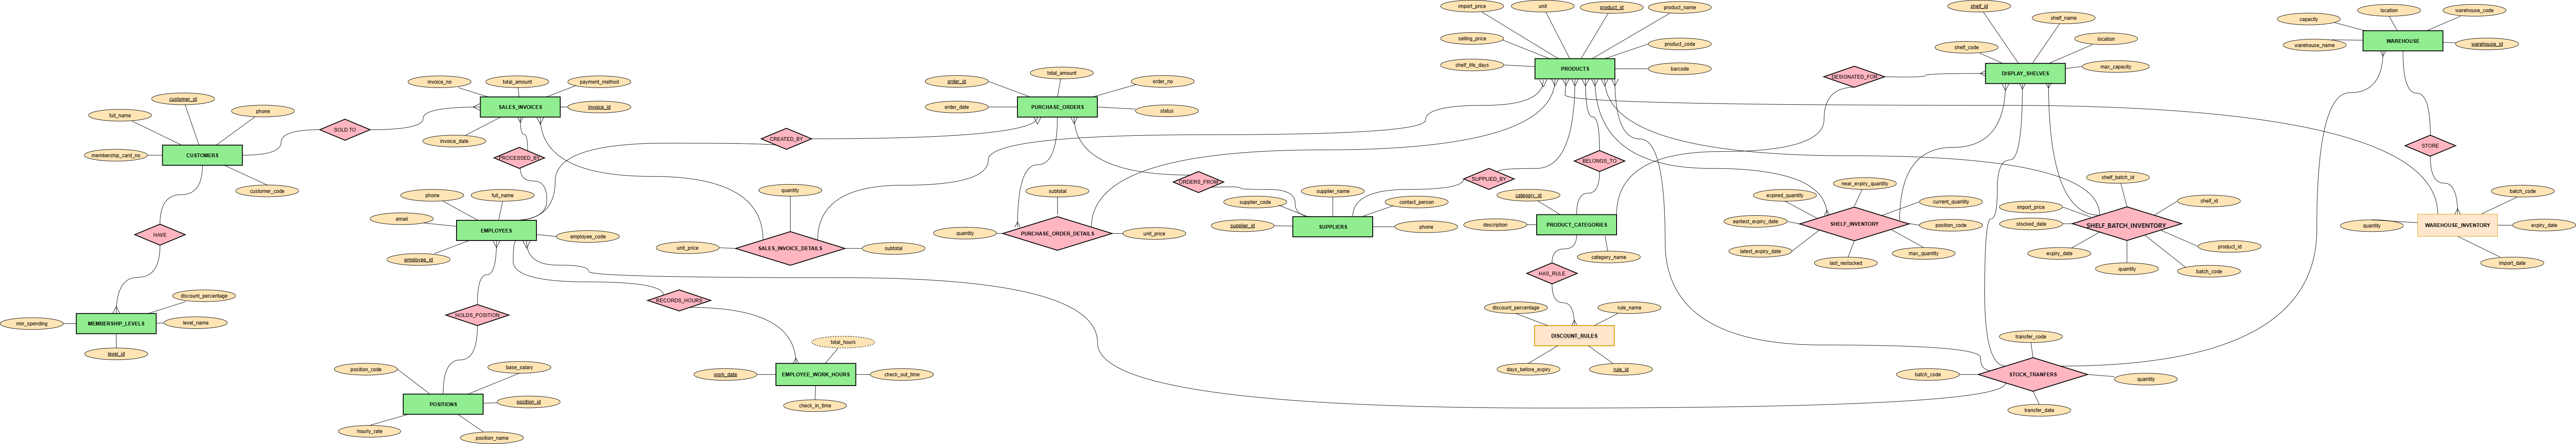 import_price
unit
product_id
product_name
selling_price
product_code
shelf_life_days
PRODUCTS
barcode
shelf_id
shelf_name
shelf_code
location
DISPLAY_SHELVES
max_capacity
DESIGNATED_FOR
capacity
location
warehouse_code
warehouse_name
WAREHOUSE
warehouse_id
STORE
invoice_no
total_amount
payment_method
SALES_INVOICES
invoice_id
invoice_date
customer_id
full_name
phone
SOLD TO
membership_card_no
CUSTOMERS
customer_code
PROCESSED_BY
order_id
total_amount
order_no
order_date
PURCHASE_ORDERS
status
CREATED_BY
ORDERS_FROM
SUPPLIED_BY
BELONGS_TO
phone
full_name
email
EMPLOYEES
employee_code
employee_id
quantity
unit_price
SALES_INVOICE_DETAILS
subtotal
subtotal
quantity
PURCHASE_ORDER_DETAILS
unit_price
supplier_name
supplier_code
contact_person
supplier_id
SUPPLIERS
phone
category_id
description
PRODUCT_CATEGORIES
category_name
expired_quantity
near_expiry_quantity
current_quantity
earliest_expiry_date
SHELF_INVENTORY
position_code
latest_expiry_date
max_quantity
last_restocked
shelf_batch_id
import_price
shelf_id
stocked_date
SHELF_BATCH_INVENTORY
expiry_date
product_id
quantity
batch_code
batch_code
quantity
WAREHOUSE_INVENTORY
expiry_date
import_date
HAVE
HAS_RULE
discount_percentage
min_spending
MEMBERSHIP_LEVELS
level_name
level_id
HOLDS_POSITION
RECORDS_HOURS
discount_percentage
rule_name
DISCOUNT_RULES
days_before_expiry
rule_id
total_hours
work_date
EMPLOYEE_WORK_HOURS
check_out_time
check_in_time
position_code
base_salary
POSITIONS
position_id
hourly_rate
position_name
transfer_code
batch_code
STOCK_TRANFERS
quantity
transfer_date